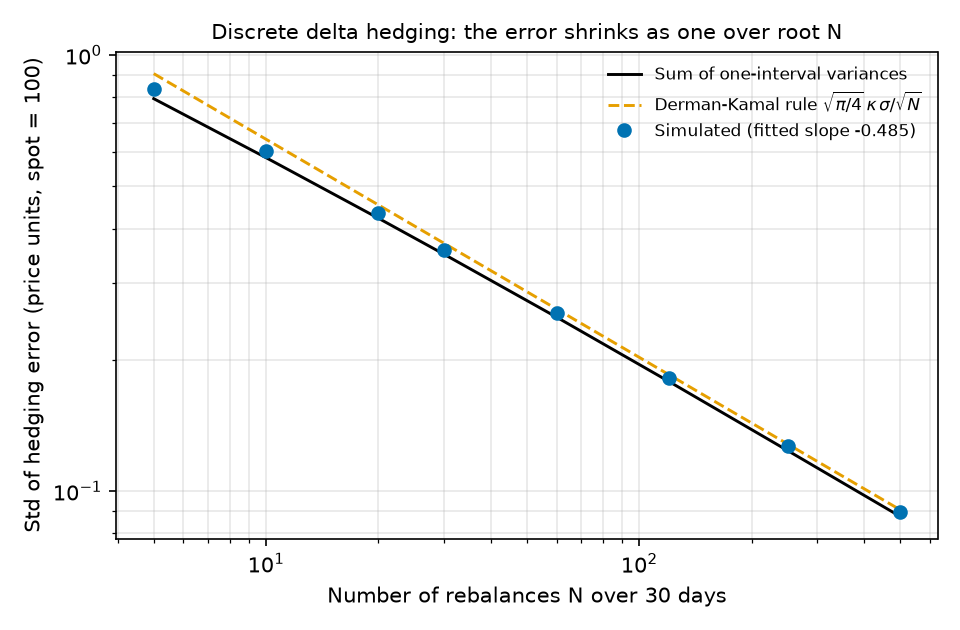 Discrete delta hedging: the error shrinks as one over root N
Std of hedging error (price units, spot = 100)
10⁰
10⁻¹
Sum of one-interval variances
Derman-Kamal rule √π/4 κ σ/√N
Simulated (fitted slope -0.485)
10¹
10²
Number of rebalances N over 30 days